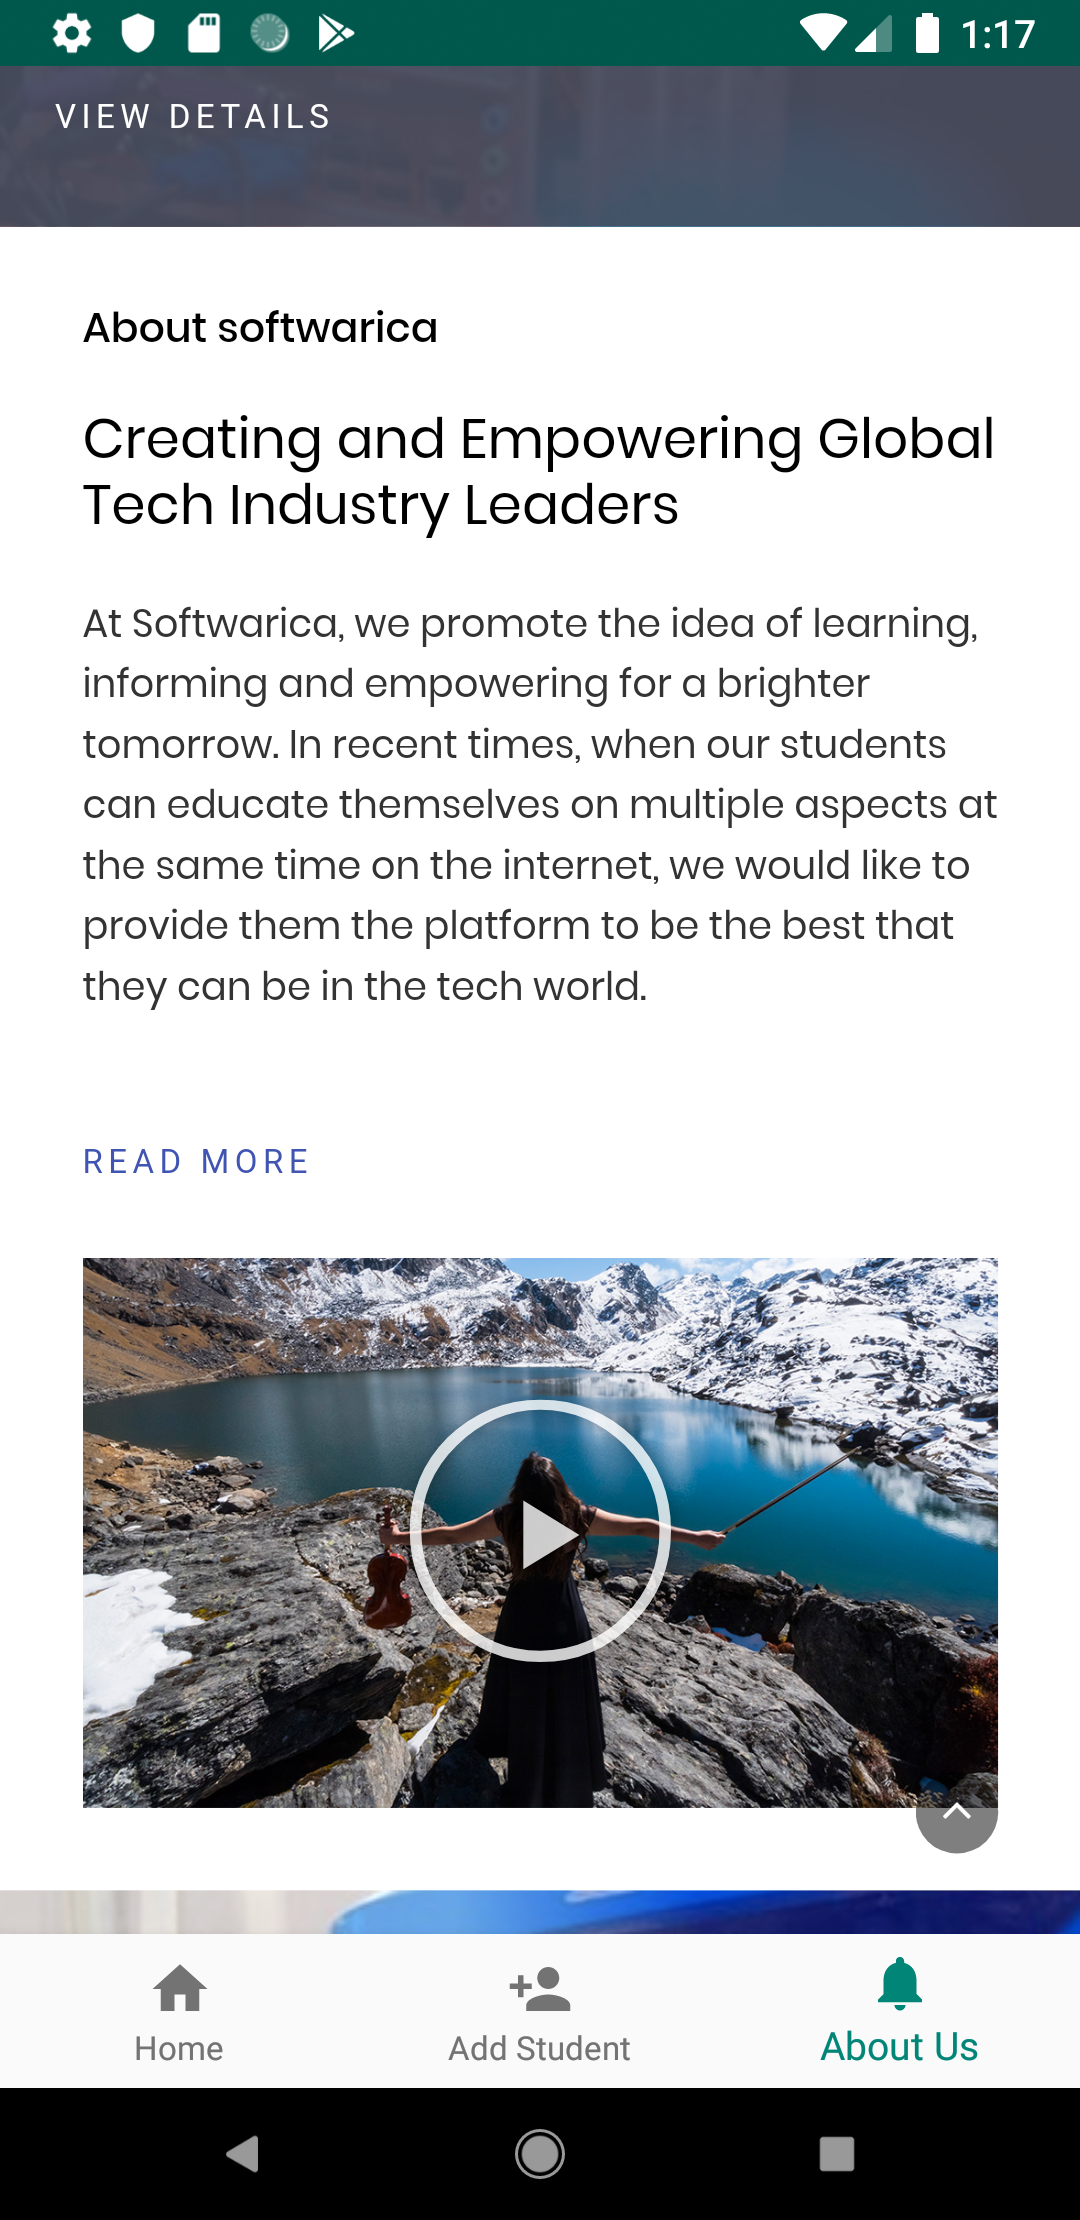 1:17
VIEW DETAILS
About softwarica
Creating and Empowering Global
Tech Industry Leaders
At Softwarica, we promote the idea of learning,
informing and empowering for a brighter
tomorrow. In recent times, when our students
can educate themselves on multiple aspects at
the same time on the internet, we would like to
provide them the platform to be the best that
they can be in the tech world.
READ MORE
Home
Add Student
About Us